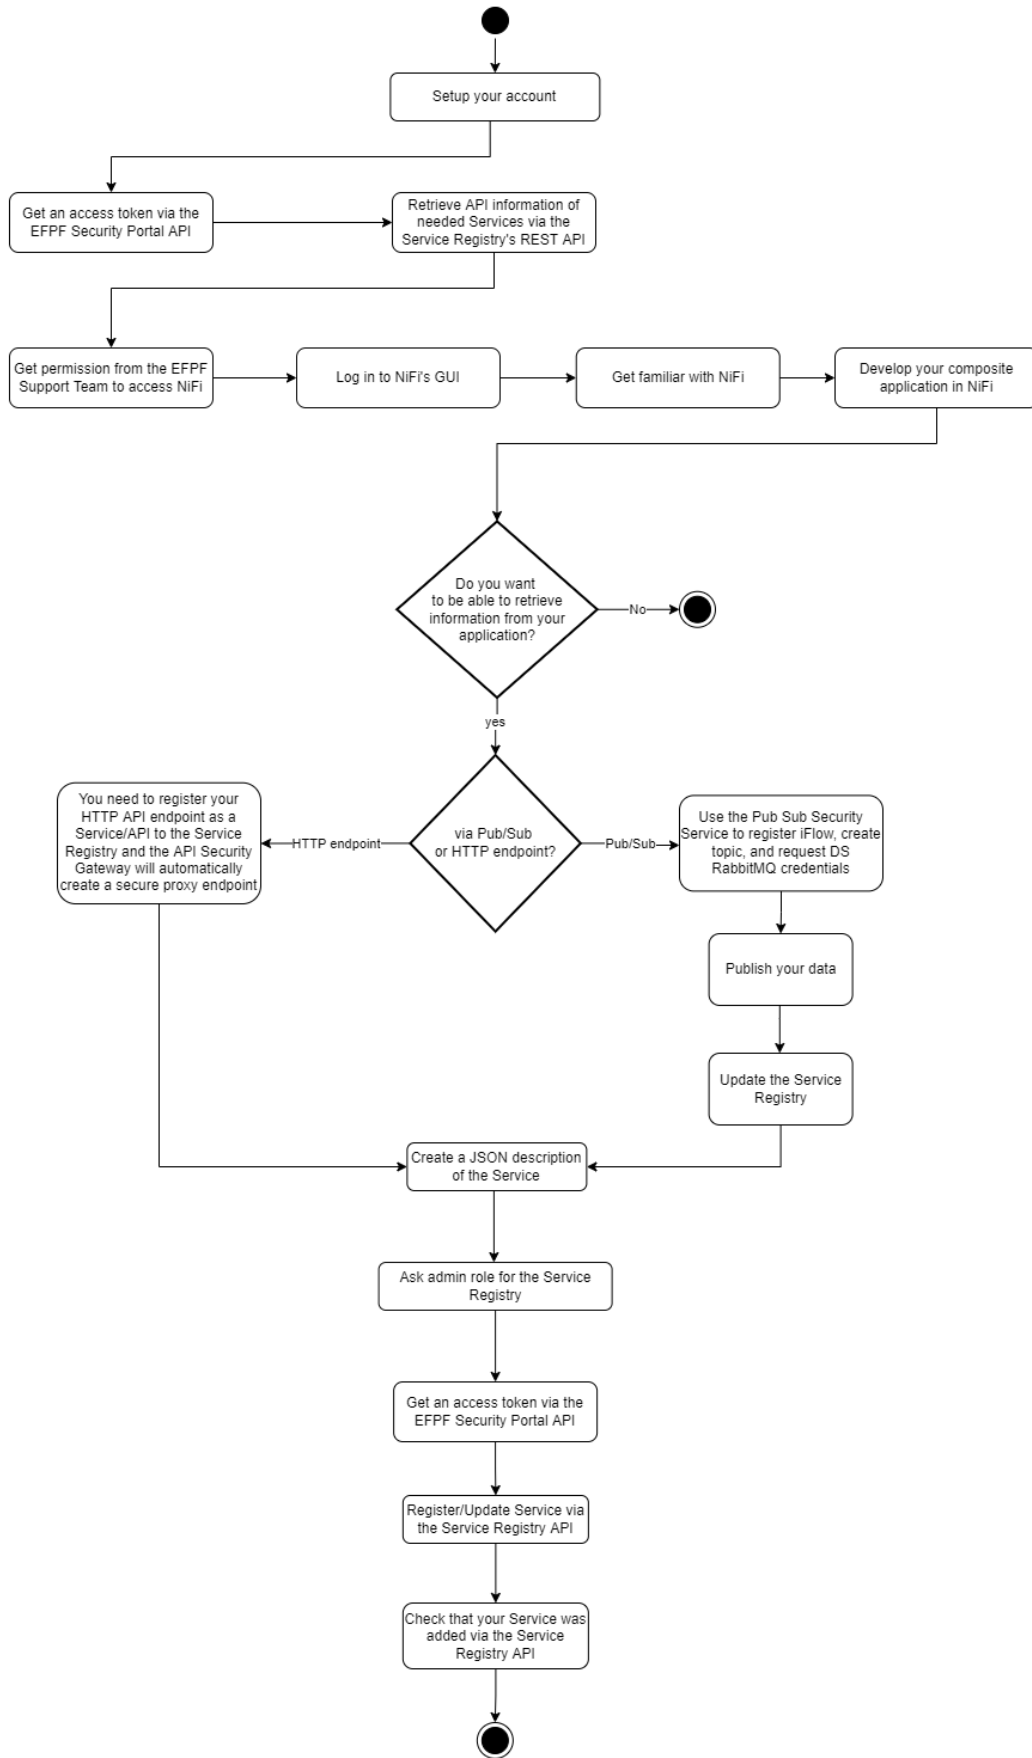 Setup your account
Get an access token via the
EFPF Security Portal API
Retrieve API information of
needed Services via the
Service Registry's REST API
Get permission from the EFPF
Support Team to access NiFi
Log in to NiFi's GUI
Get familiar with NiFi
Develop your composite
application in NiFi
Do you want
to be able to retrieve
information from your
application?
No
yes
You need to register your
HTTP API endpoint as a
Service/API to the Service
Registry and the API Security
Gateway will automatically
create a secure proxy endpoint
HTTP endpoint
via Pub/Sub
or HTTP endpoint?
Pub/Sub
Use the Pub Sub Security
Service to register iFlow, create
topic, and request DS
RabbitMQ credentials
Publish your data
Update the Service
Registry
Create a JSON description
of the Service
Ask admin role for the Service
Registry
Get an access token via the
EFPF Security Portal API
Register/Update Service via
the Service Registry API
Check that your Service was
added via the Service
Registry API